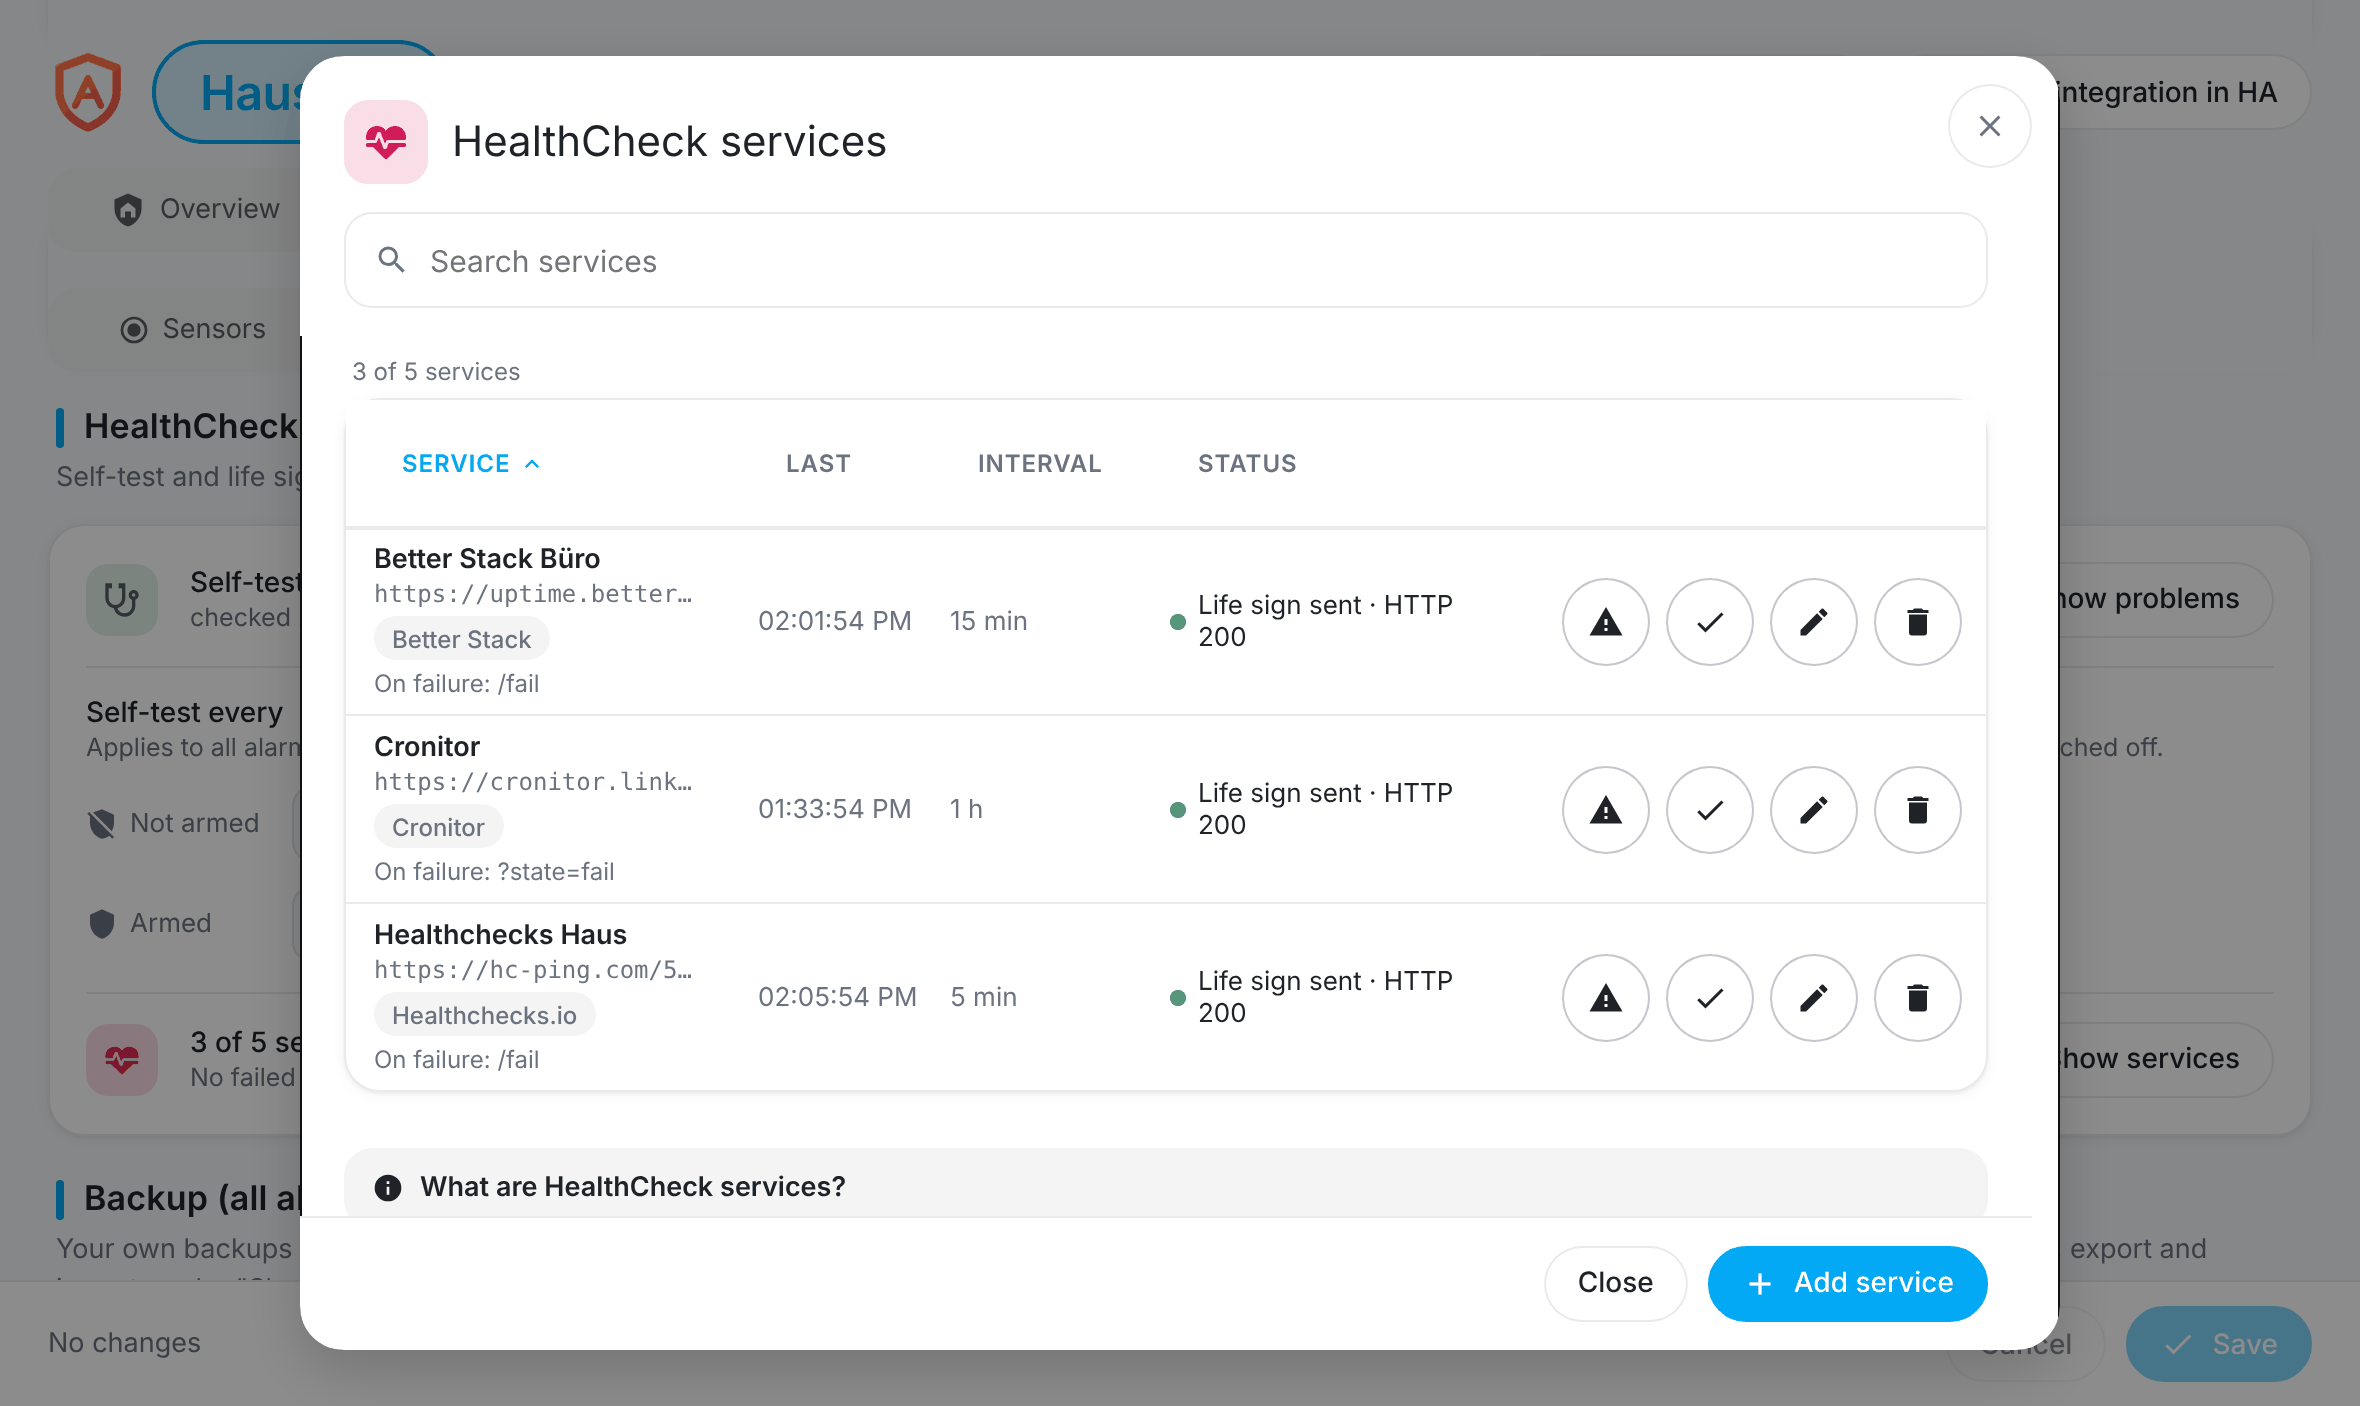 Haus
integration in HA
Overview
Sensors
HealthCheck
Self-test and life sig
Self-test
checked
how problems
Self-test every
Applies to all alarm
ched off.
Not armed
Armed
3 of 5 se
No failed
how services
Backup (all al
Your own backups
export and
No changes
Cancel
Save
HealthCheck services
Search services
3 of 5 services
SERVICE
LAST
INTERVAL
STATUS
Better Stack Büro
https://uptime.better…
Better Stack
On failure: /fail
02:01:54 PM
15 min
Life sign sent · HTTP
200
Cronitor
https://cronitor.link…
Cronitor
On failure: ?state=fail
01:33:54 PM
1 h
Life sign sent · HTTP
200
Healthchecks Haus
https://hc-ping.com/5…
Healthchecks.io
On failure: /fail
02:05:54 PM
5 min
Life sign sent · HTTP
200
What are HealthCheck services?
Close
Add service